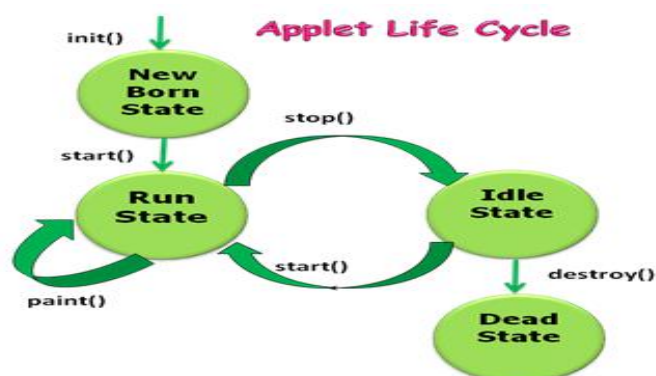 Applet Life Cycle
init()
New
Born
State
start()
stop()
Run
State
Idle
State
start()
paint()
destroy()
Dead
State